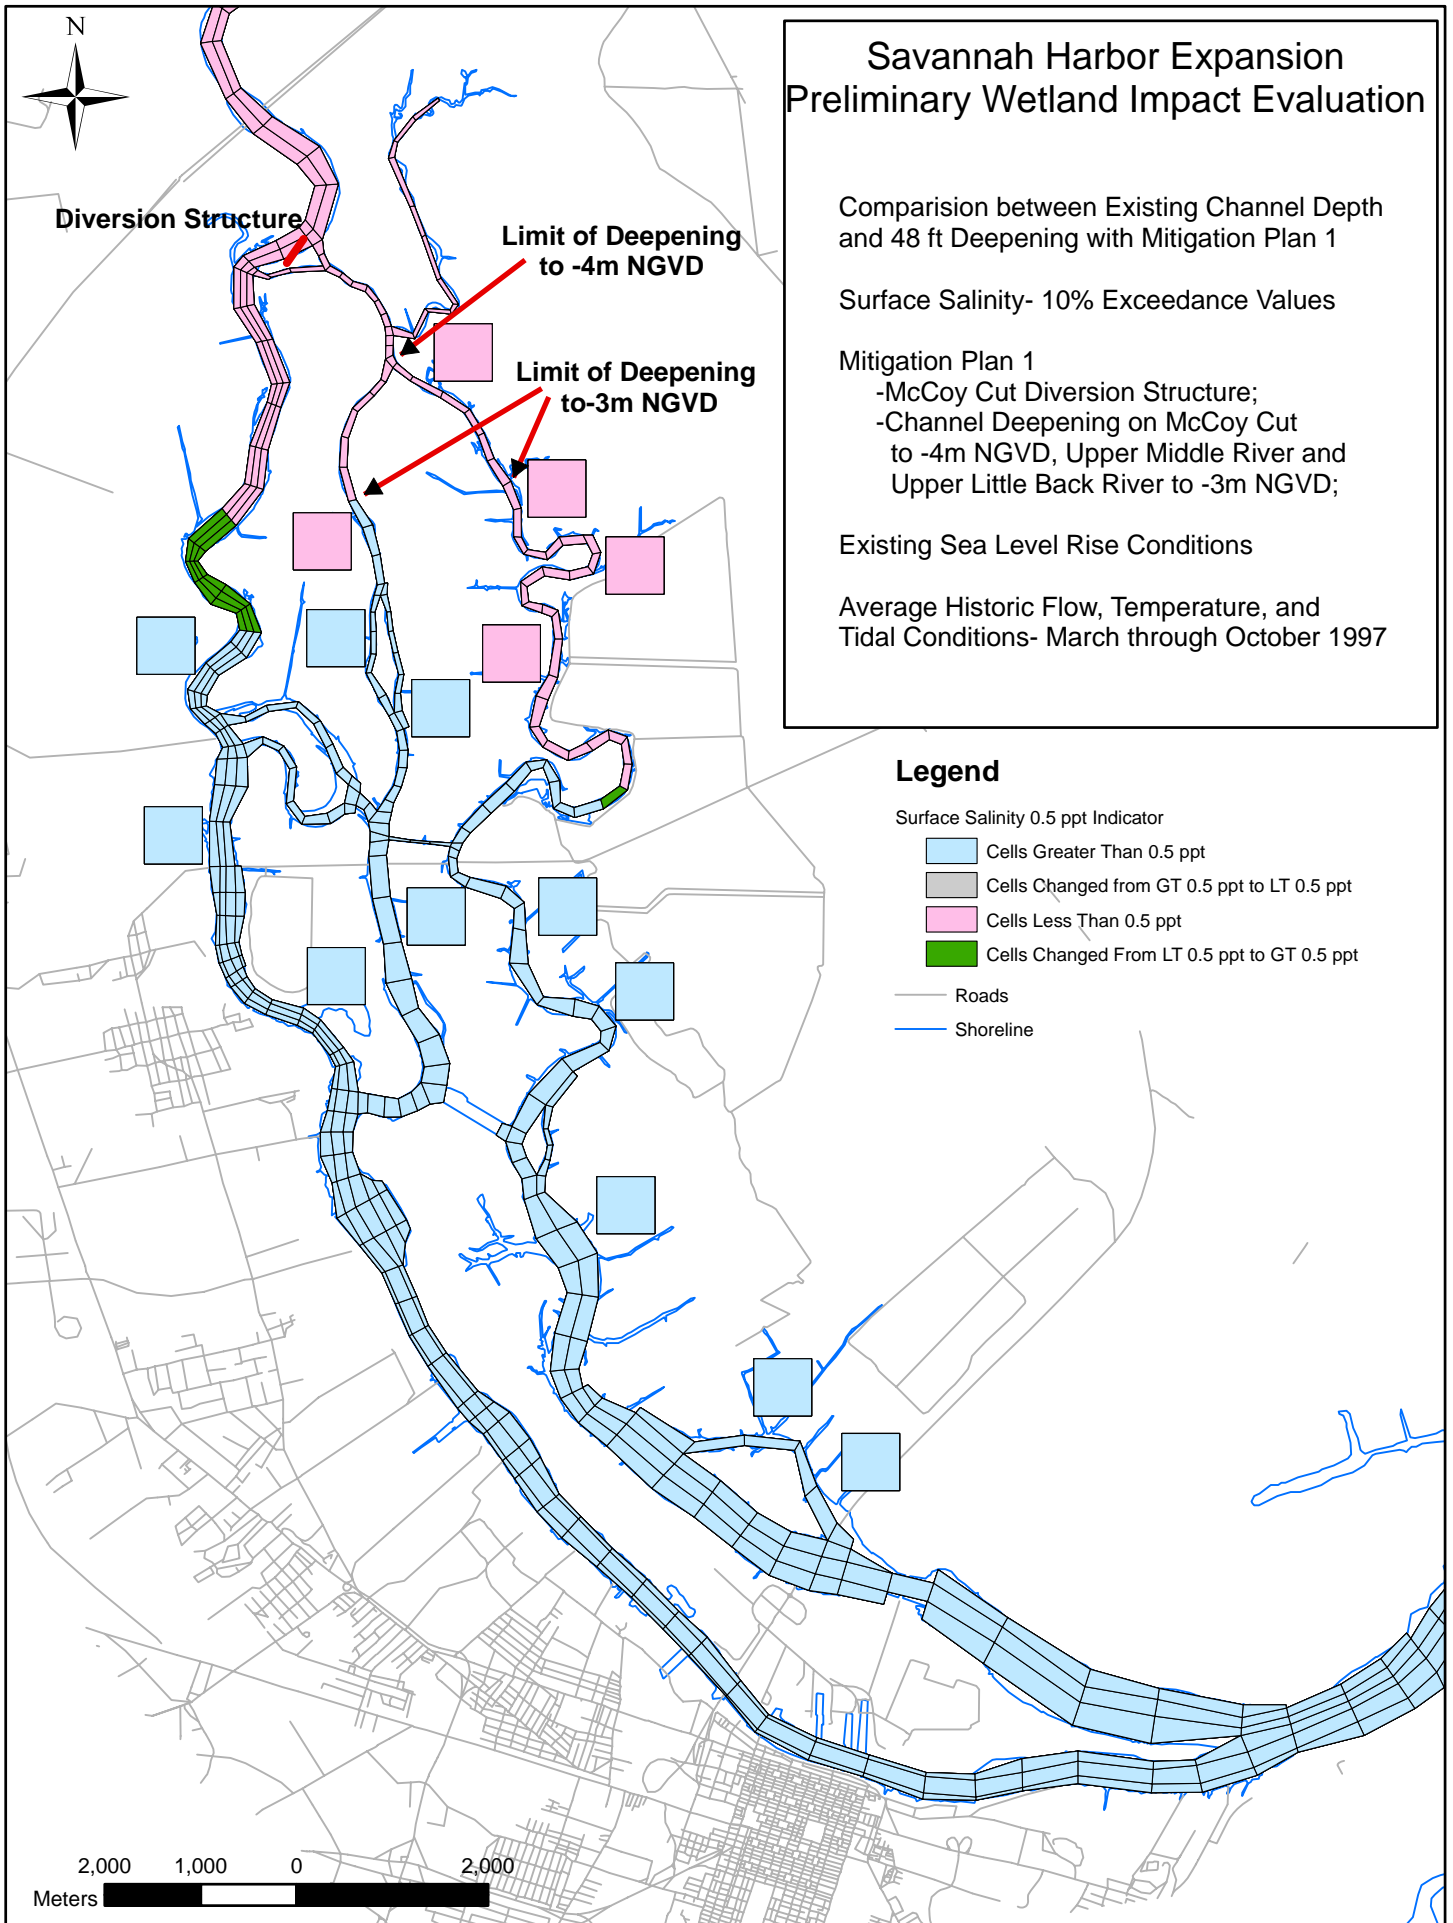 N
Savannah Harbor Expansion
Preliminary Wetland Impact Evaluation
Comparision between Existing Channel Depth
and 48 ft Deepening with Mitigation Plan 1
Surface Salinity- 10% Exceedance Values
Mitigation Plan 1
-McCoy Cut Diversion Structure;
-Channel Deepening on McCoy Cut
to -4m NGVD, Upper Middle River and
Upper Little Back River to -3m NGVD;
Existing Sea Level Rise Conditions
Average Historic Flow, Temperature, and
Tidal Conditions- March through October 1997
Diversion Structure
Limit of Deepening
to -4m NGVD
Limit of Deepening
to-3m NGVD
Legend
Surface Salinity 0.5 ppt Indicator
Cells Greater Than 0.5 ppt
Cells Changed from GT 0.5 ppt to LT 0.5 ppt
Cells Less Than 0.5 ppt
Cells Changed From LT 0.5 ppt to GT 0.5 ppt
Roads
Shoreline
2,000 1,000 0 2,000
Meters